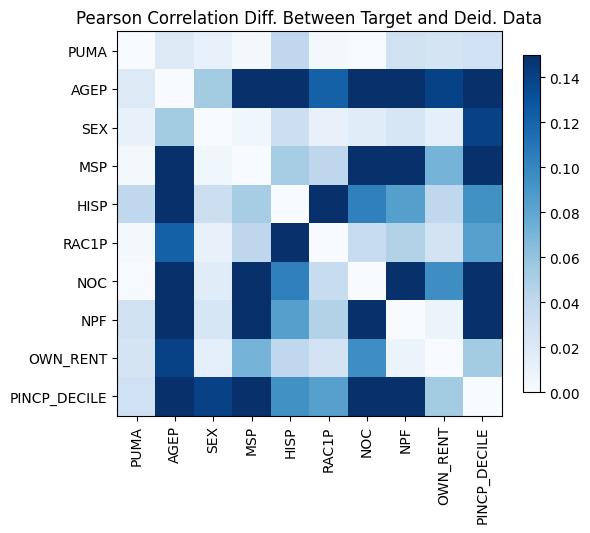 Pearson Correlation Diff. Between Target and Deid. Data
PUMA
AGEP
SEX
MSP
HISP
RAC1P
NOC
NPF
OWN_RENT
PINCP_DECILE
PUMA
AGEP
SEX
MSP
HISP
RAC1P
NOC
NPF
OWN_RENT
PINCP_DECILE
0.14
0.12
0.10
0.08
0.06
0.04
0.02
0.00